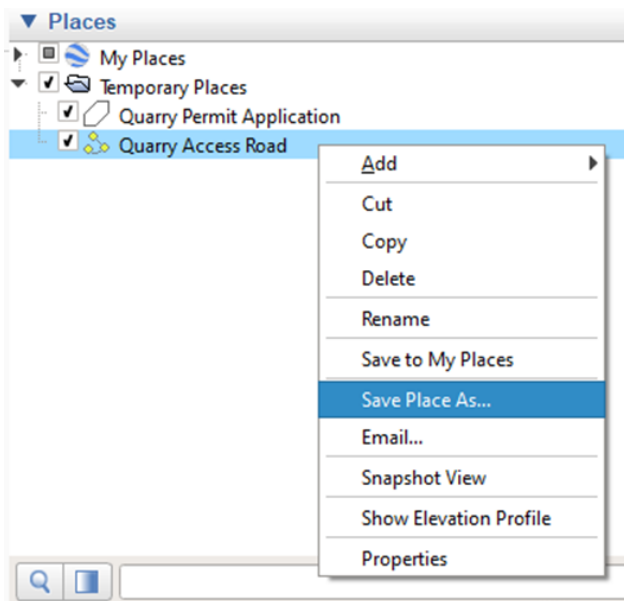 Places
My Places
Temporary Places
Quarry Permit Application
Quarry Access Road
Add
Cut
Copy
Delete
Rename
Save to My Places
Save Place As...
Email...
Snapshot View
Show Elevation Profile
Properties